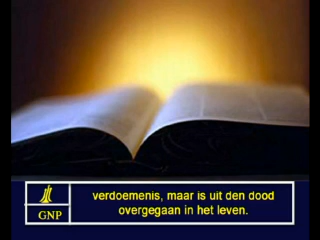 verdoemenis, maar is uit den dood
overgegaan in het leven.
GNP